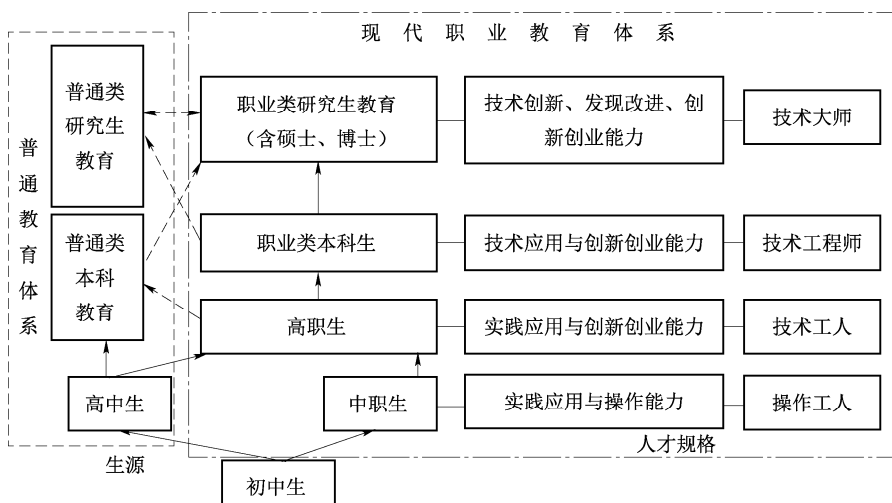 现代职业教育体系
普通教育体系
普通类
研究生
教育
职业类研究生教育
（含硕士、博士）
技术创新、发现改进、创
新创业能力
技术大师
普通类
本科
教育
职业类本科生
技术应用与创新创业能力
技术工程师
高职生
实践应用与创新创业能力
技术工人
高中生
中职生
实践应用与操作能力
操作工人
人才规格
生源
初中生